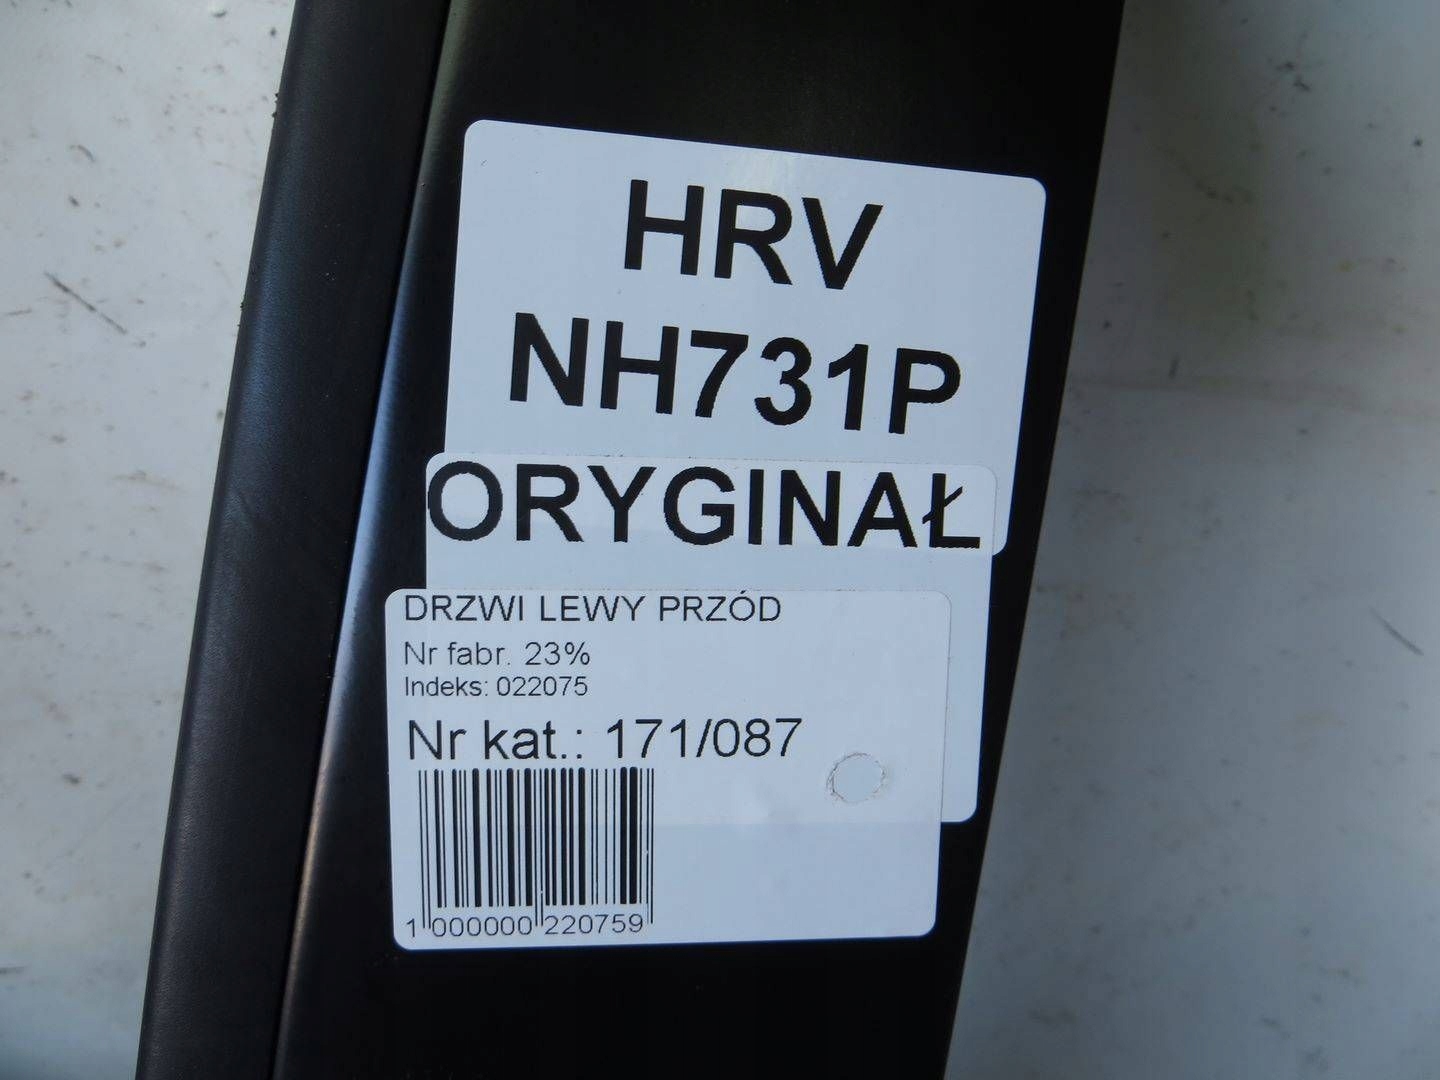 HRV
NH731P
ORYGINAŁ
DRZWI LEWY PRZÓD
Nr fabr. 23%
Indeks: 022075
Nr kat.: 171/087
1 000000 220759